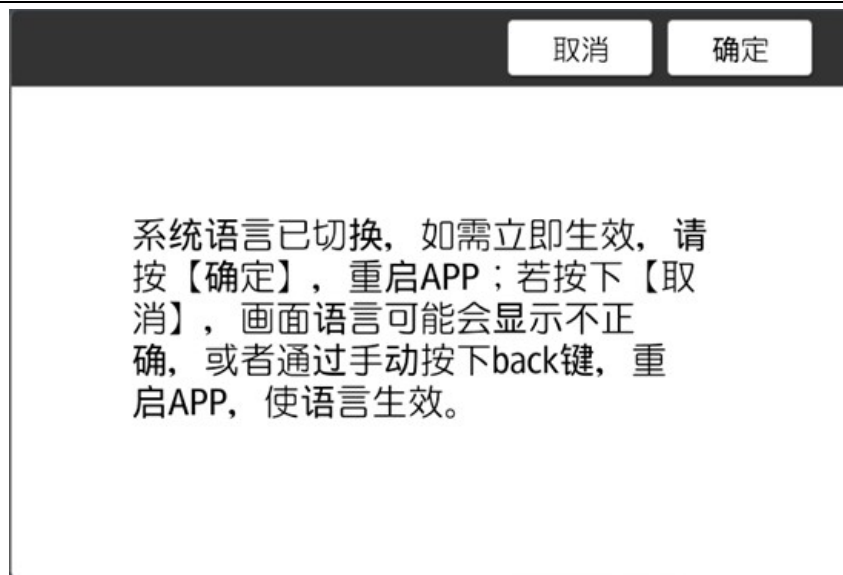 取消 确定
系统语言已切换，如需立即生效，请
按【确定】，重启APP；若按下【取
消】，画面语言可能会显示不正
确，或者通过手动按下back键，重
启APP，使语言生效。